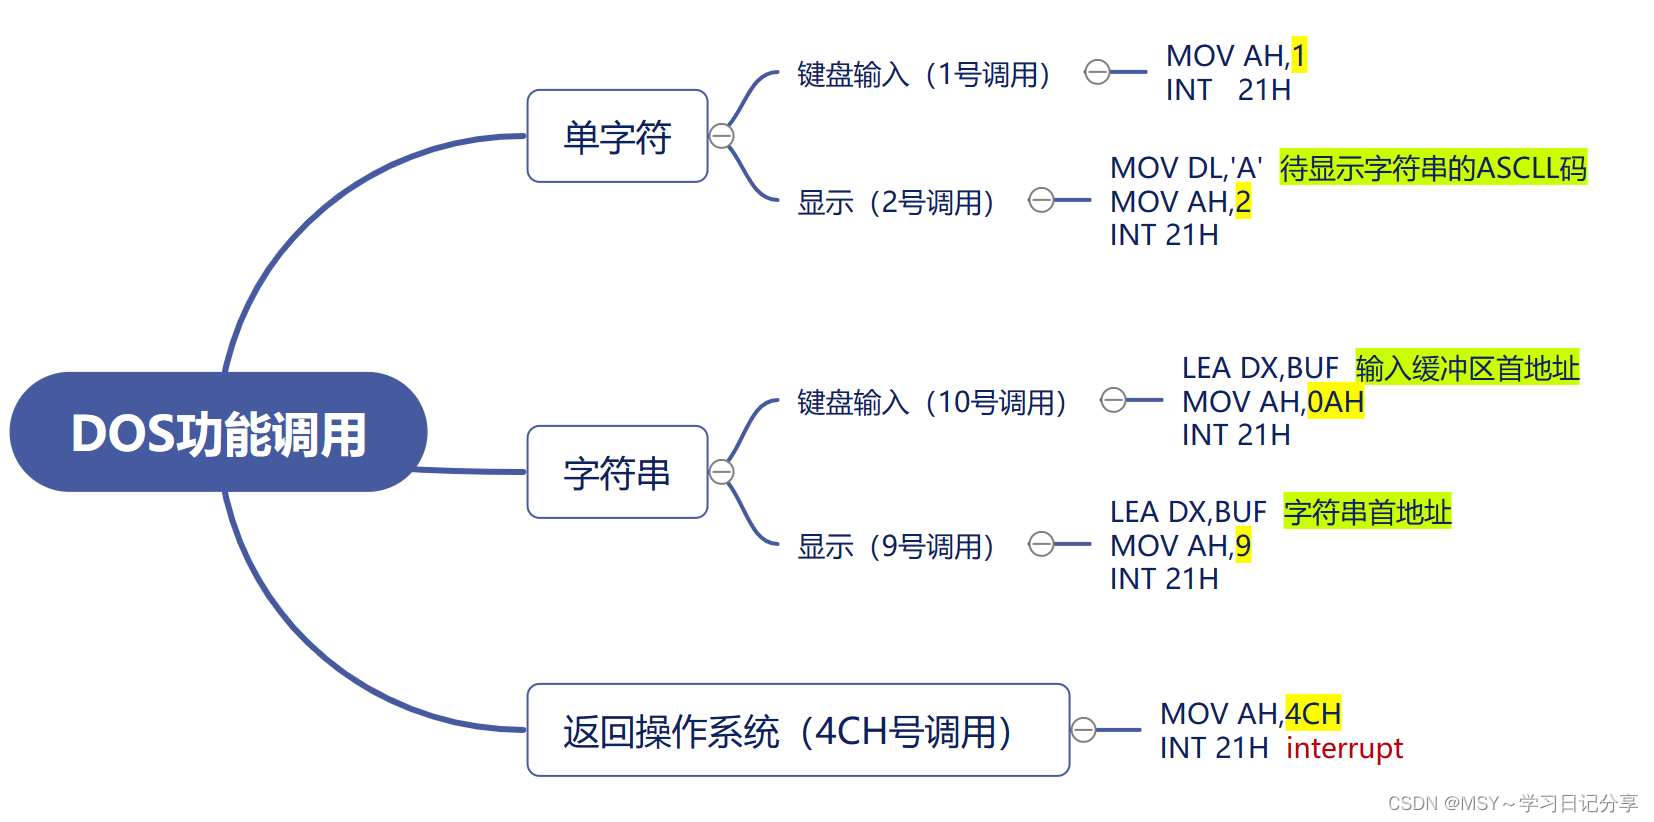 DOS功能调用
单字符
键盘输入（1号调用）
MOV AH,1
INT   21H
显示（2号调用）
MOV DL,'A'  待显示字符串的ASCLL码
MOV AH,2
INT 21H
字符串
键盘输入（10号调用）
LEA DX,BUF  输入缓冲区首地址
MOV AH,0AH
INT 21H
显示（9号调用）
LEA DX,BUF  字符串首地址
MOV AH,9
INT 21H
返回操作系统（4CH号调用）
MOV AH,4CH
INT 21H  interrupt
CSDN @MSY～学习日记分享